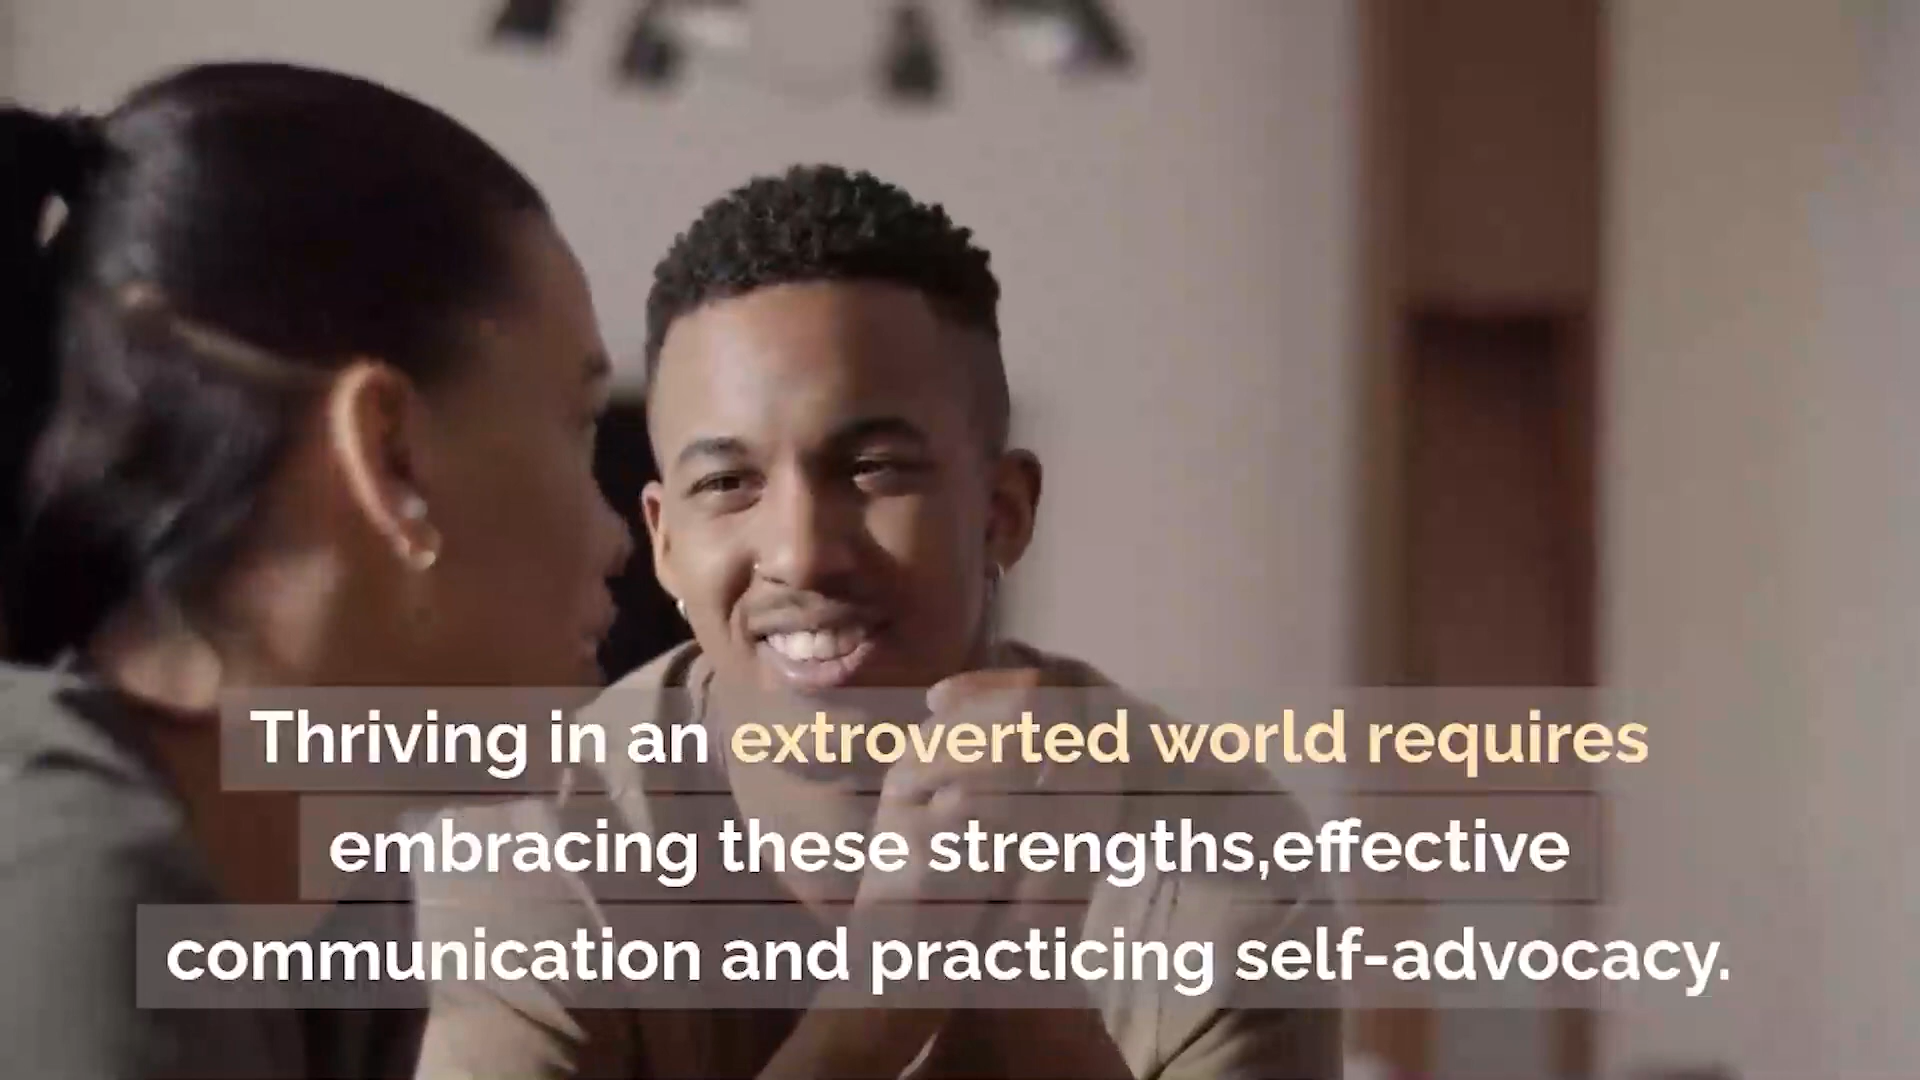 Thriving in an extroverted world requires
embracing these strengths,effective
communication and practicing self-advocacy.